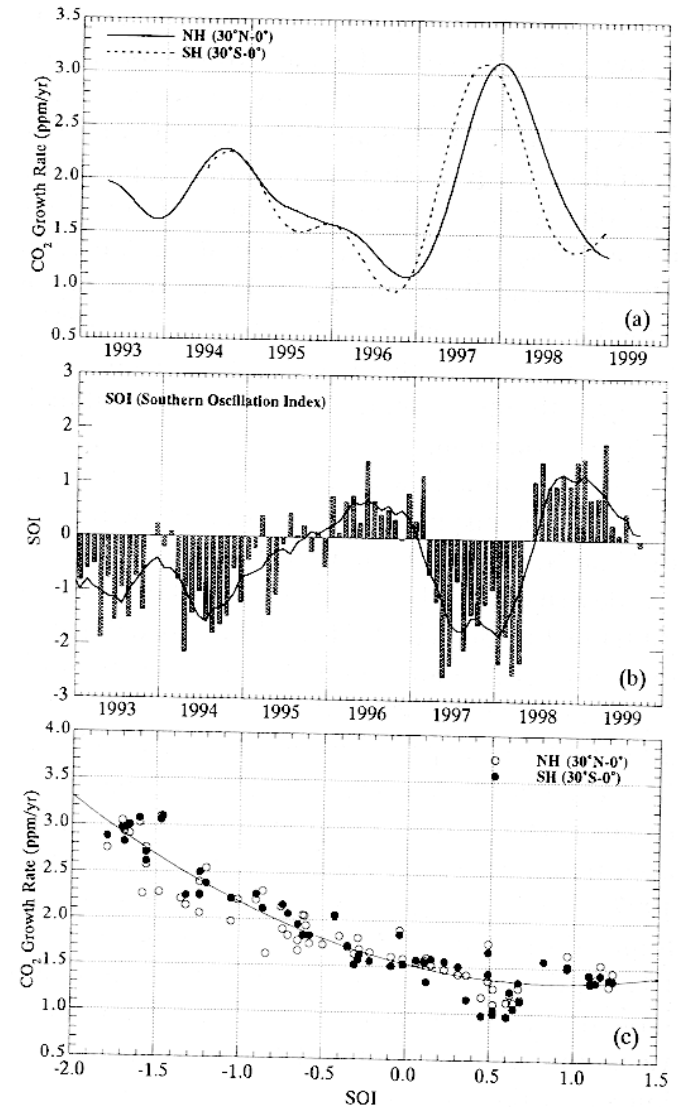 3.5
NH (30°N-0°)
SH (30°S-0°)
3.0
2.5
2.0
1.5
1.0
0.5
CO2 Growth Rate (ppm/yr)
(a)
1993 1994 1995 1996 1997 1998 1999
3
SOI (Southern Oscillation Index)
2
1
0
-1
-2
-3
SOI
(b)
1993 1994 1995 1996 1997 1998 1999
4.0
NH (30°N-0°)
SH (30°S-0°)
3.5
3.0
2.5
2.0
1.5
1.0
0.5
CO2 Growth Rate (ppm/yr)
(c)
-2.0 -1.5 -1.0 -0.5 0.0 0.5 1.0 1.5
SOI